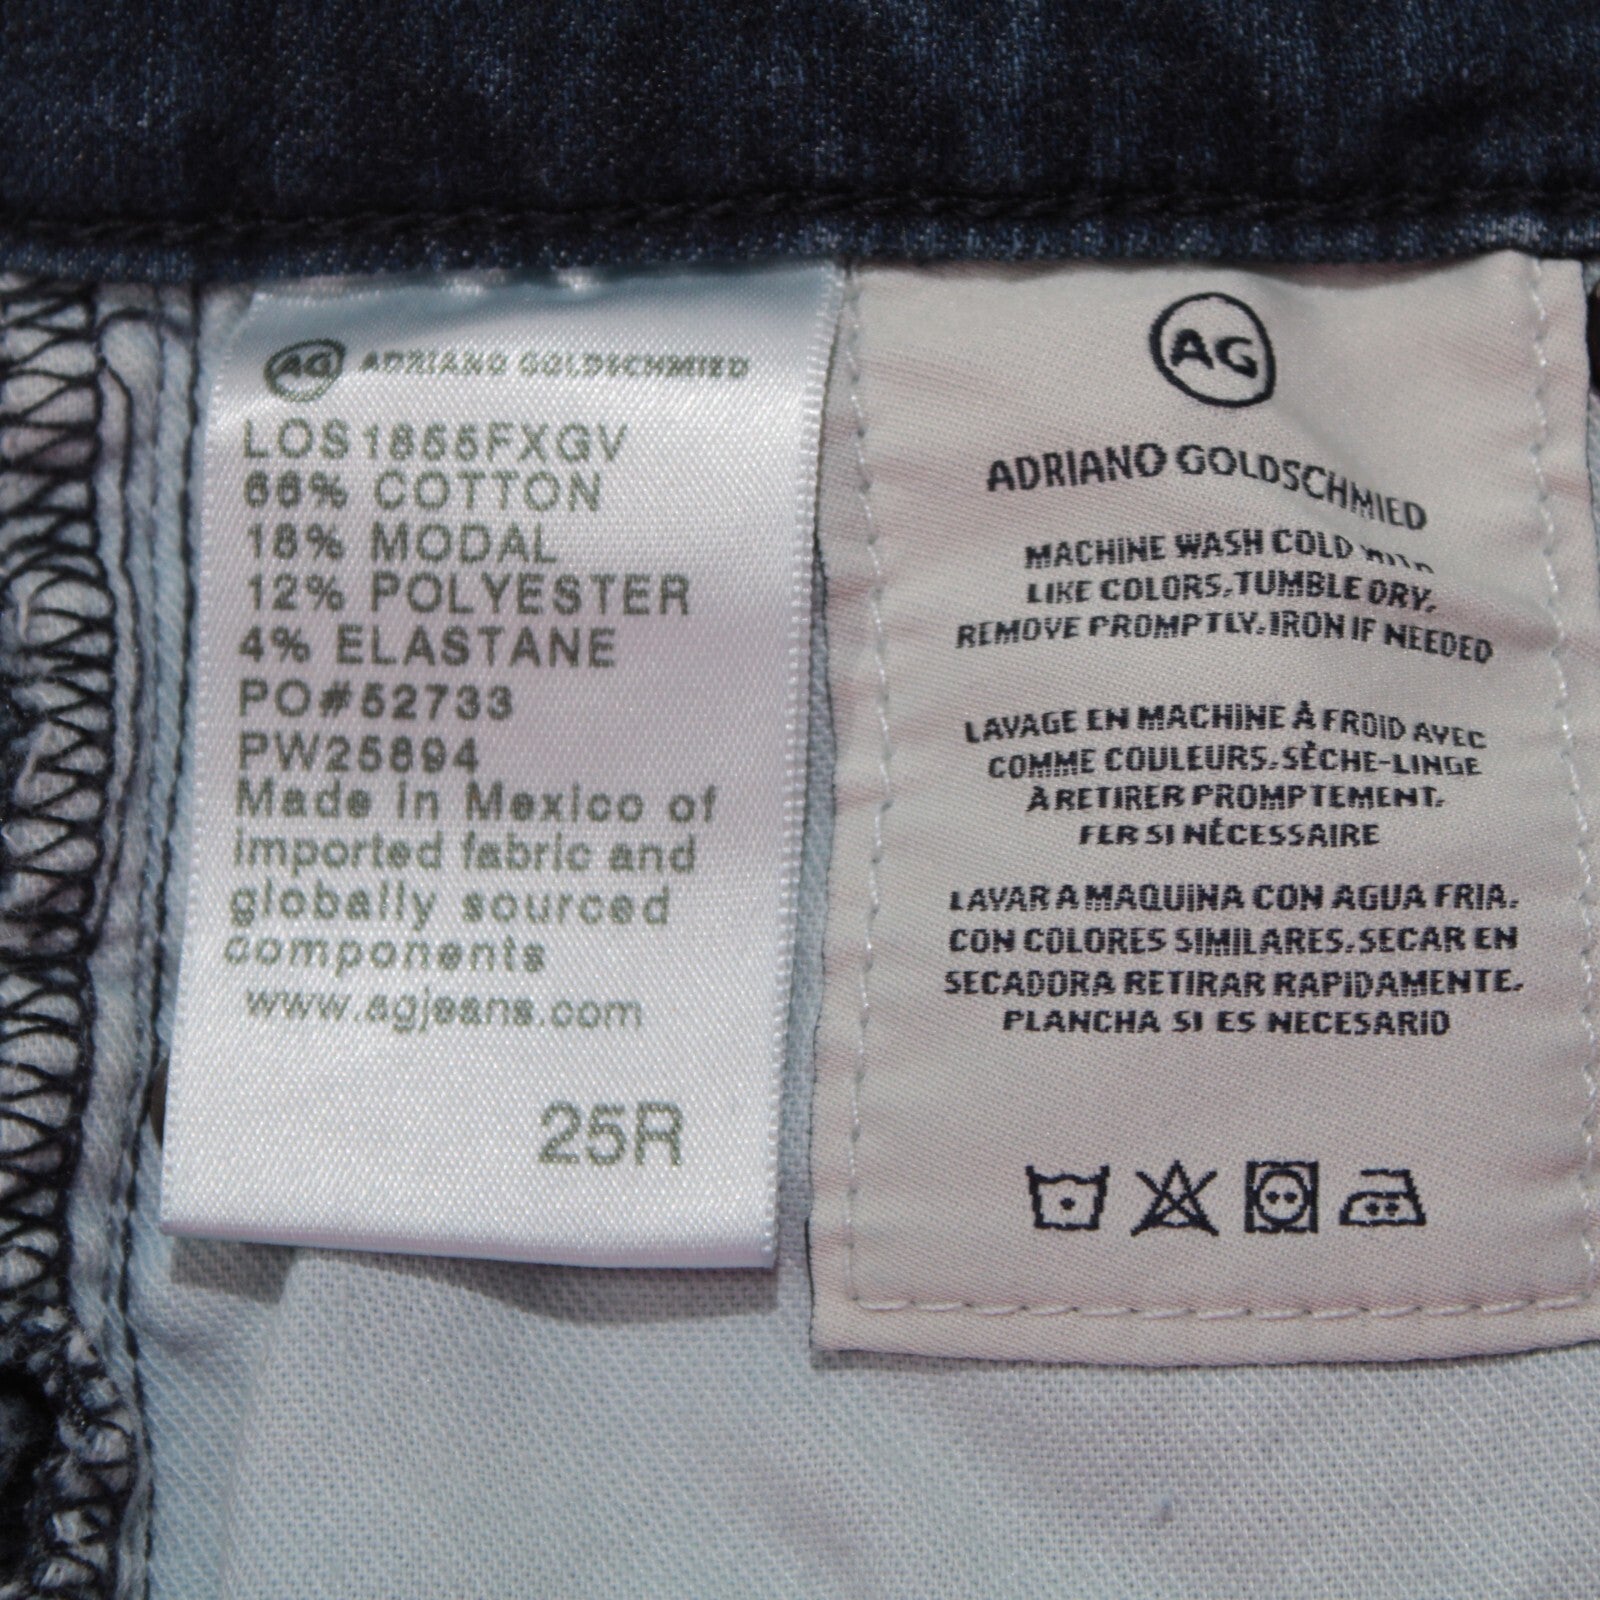 AG ADRIANO GOLDSCHMIED
LOS1855FXGV
66% COTTON
18% MODAL
12% POLYESTER
4% ELASTANE
PO#52733
PW25894
Made in Mexico of
imported fabric and
globally sourced
components
www.agjeans.com
25R
AG
ADRIANO GOLDSCHMIED
MACHINE WASH COLD WITH
LIKE COLORS, TUMBLE DRY,
REMOVE PROMPTLY, IRON IF NEEDED
LAVAGE EN MACHINE À FROID AVEC
COMME COULEURS, SÈCHE-LINGE
À RETIRER PROMPTEMENT,
FER SI NÉCESSAIRE
LAVAR A MAQUINA CON AGUA FRIA,
CON COLORES SIMILARES, SECAR EN
SECADORA RETIRAR RAPIDAMENTE,
PLANCHA SI ES NECESARIO